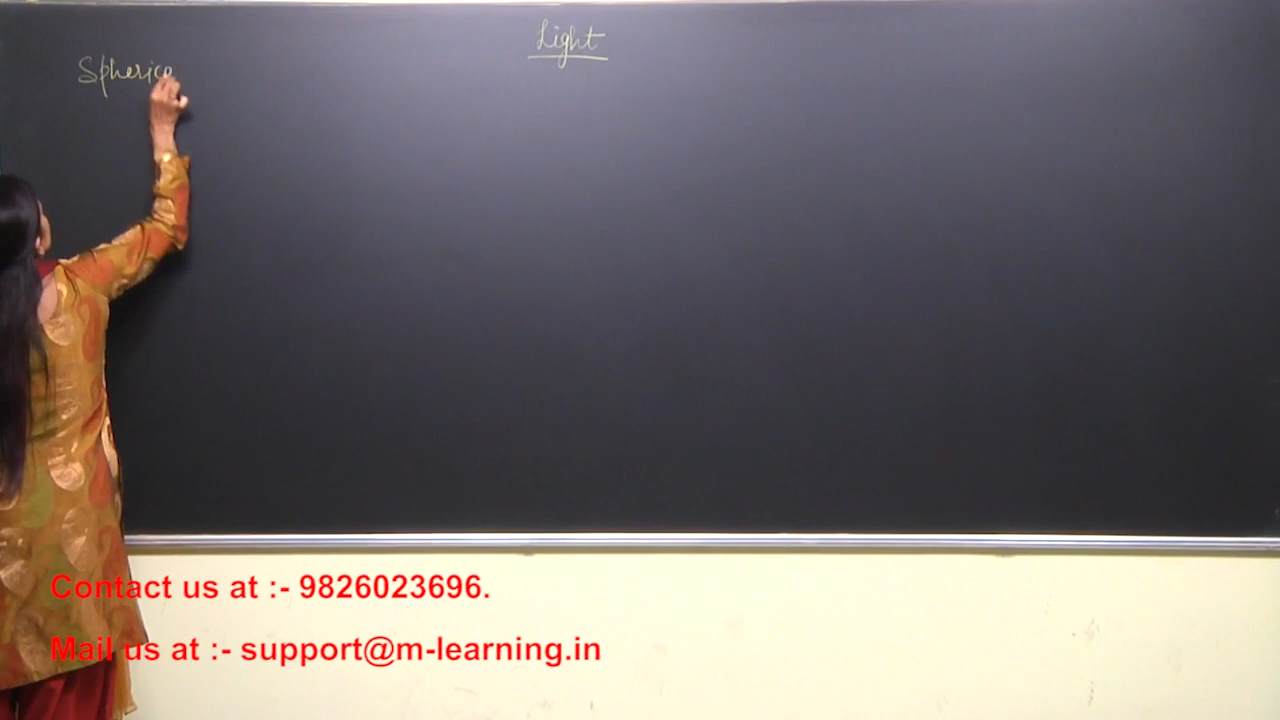 Light
Spherica
Contact us at :- 9826023696.
Mail us at :- support@m-learning.in